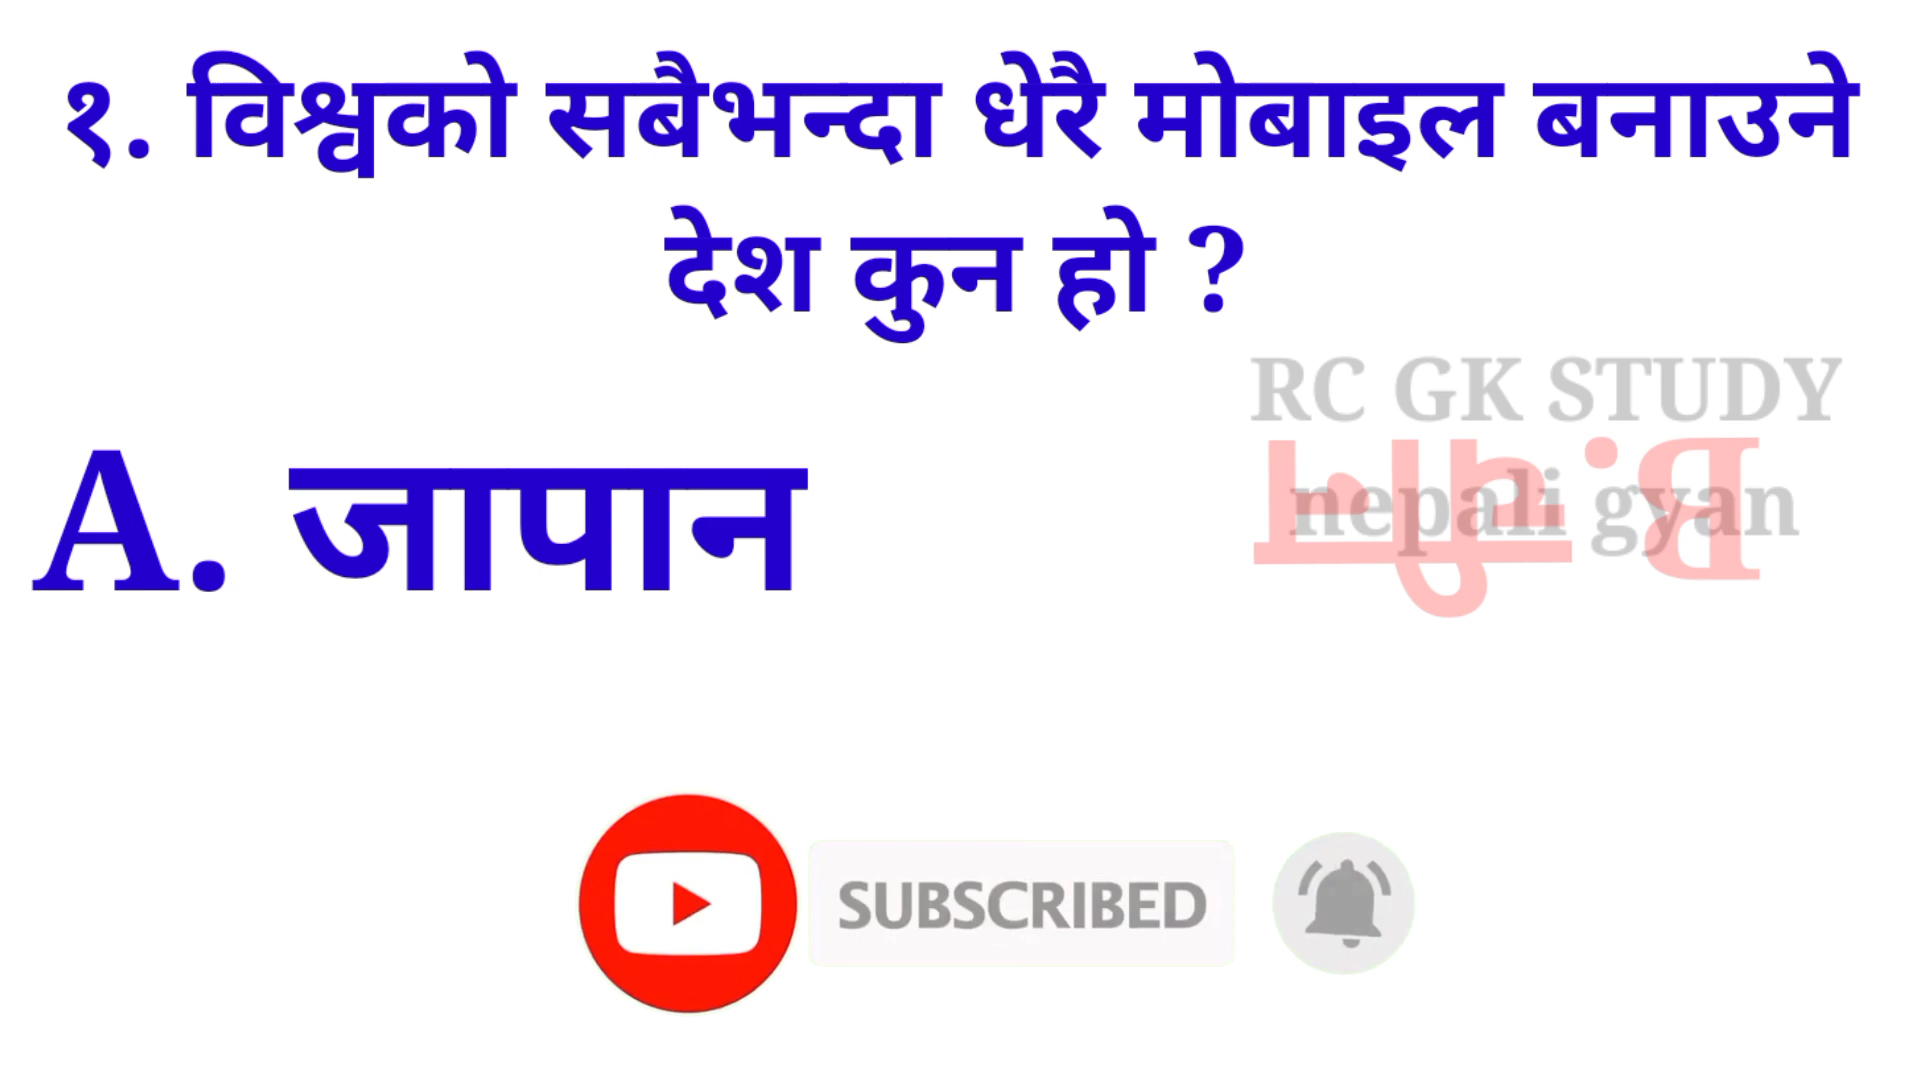 १. विश्वको सबैभन्दा धेरै मोबाइल बनाउने
देश कुन हो ?
RC GK STUDY
A. जापान
nepali gyan
B.
SUBSCRIBED